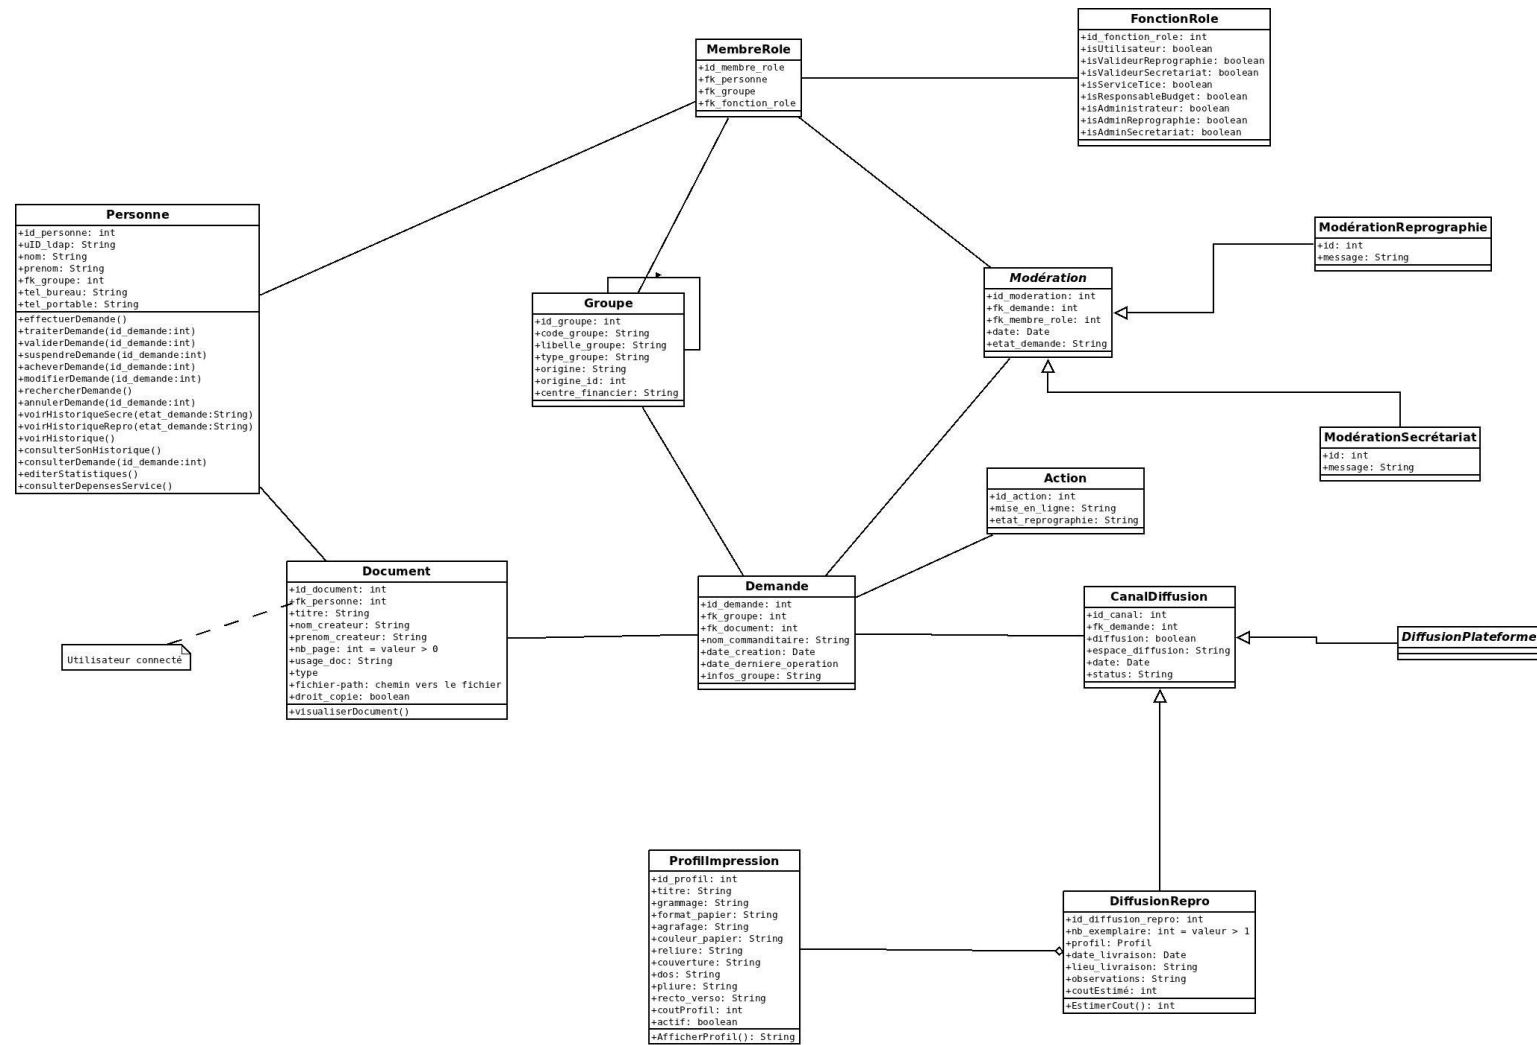 FonctionRole
+id_fonction_role: int
+isUtilisateur: boolean
+isValideurReprographie: boolean
+isValideurSecretariat: boolean
+isServiceTice: boolean
+isResponsableBudget: boolean
+isAdministrateur: boolean
+isAdminReprographie: boolean
+isAdminSecretariat: boolean
MembreRole
+id_membre_role
+fk_personne
+fk_groupe
+fk_fonction_role
Personne
+id_personne: int
+uID_ldap: String
+nom: String
+prenom: String
+fk_groupe: int
+tel_bureau: String
+tel_portable: String
+effectuerDemande()
+traiterDemande(id_demande:int)
+validerDemande(id_demande:int)
+suspendreDemande(id_demande:int)
+acheverDemande(id_demande:int)
+modifierDemande(id_demande:int)
+rechercherDemande()
+annulerDemande(id_demande:int)
+voirHistoriqueSecre(etat_demande:String)
+voirHistoriqueRepro(etat_demande:String)
+voirHistorique()
+consulterSonHistorique()
+consulterDemande(id_demande:int)
+editerStatistiques()
+consulterDepensesService()
ModérationReprographie
+id: int
+message: String
Modération
+id_moderation: int
+fk_demande: int
+fk_membre_role: int
+date: Date
+etat_demande: String
Groupe
+id_groupe: int
+code_groupe: String
+libelle_groupe: String
+type_groupe: String
+origine: String
+origine_id: int
+centre_financier: String
ModérationSecrétariat
+id: int
+message: String
Action
+id_action: int
+mise_en_ligne: String
+etat_reprographie: String
Document
+id_document: int
+fk_personne: int
+titre: String
+nom_createur: String
+prenom_createur: String
+nb_page: int = valeur > 0
+usage_doc: String
+type
+fichier-path: chemin vers le fichier
+droit_copie: boolean
+visualiserDocument()
Utilisateur connecté
Demande
+id_demande: int
+fk_groupe: int
+fk_document: int
+nom_commanditaire: String
+date_creation: Date
+date_derniere_operation
+infos_groupe: String
CanalDiffusion
+id_canal: int
+fk_demande: int
+diffusion: boolean
+espace_diffusion: String
+date: Date
+status: String
DiffusionPlateforme
ProfilImpression
+id_profil: int
+titre: String
+grammage: String
+format_papier: String
+agrafage: String
+couleur_papier: String
+reliure: String
+couverture: String
+dos: String
+pliure: String
+recto_verso: String
+coutProfil: int
+actif: boolean
+AfficherProfil(): String
DiffusionRepro
+id_diffusion_repro: int
+nb_exemplaire: int = valeur > 1
+profil: Profil
+date_livraison: Date
+lieu_livraison: String
+observations: String
+coutEstimé: int
+EstimerCout(): int